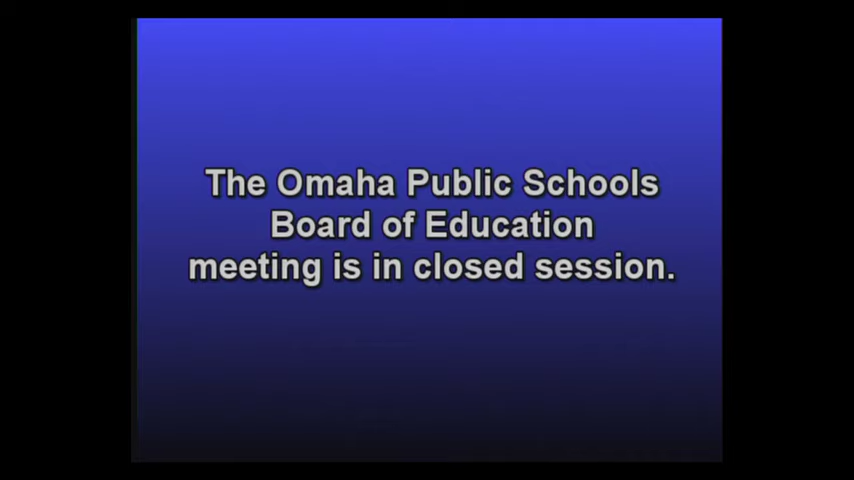 The Omaha Public Schools
Board of Education
meeting is in closed session.